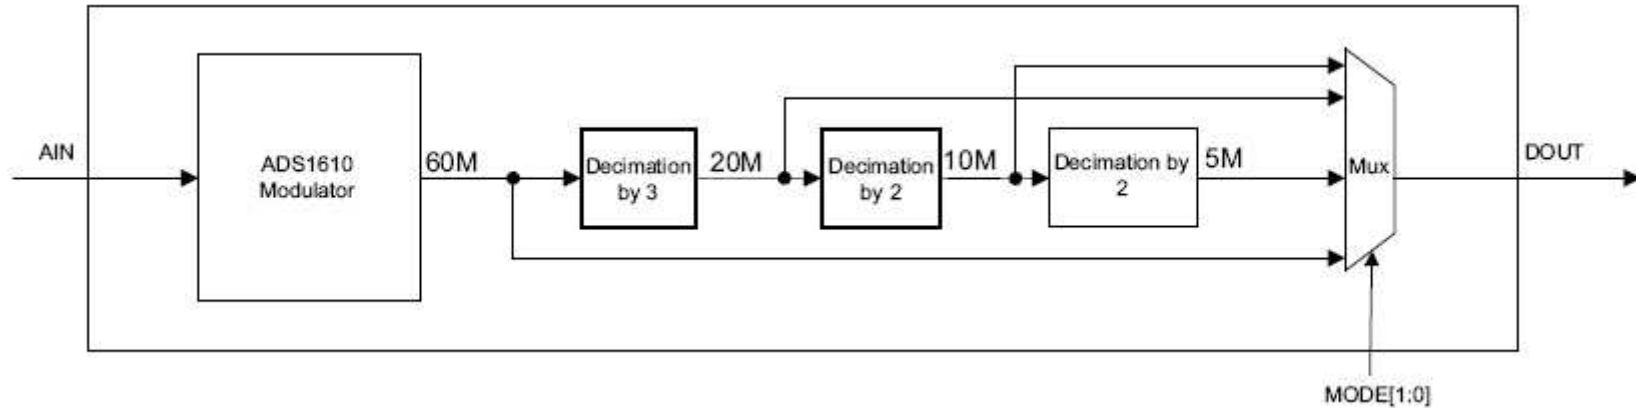 AIN
ADS1610
Modulator
60M
Decimation
by 3
20M
Decimation
by 2
10M
Decimation by
2
5M
Mux
DOUT
MODE[1:0]